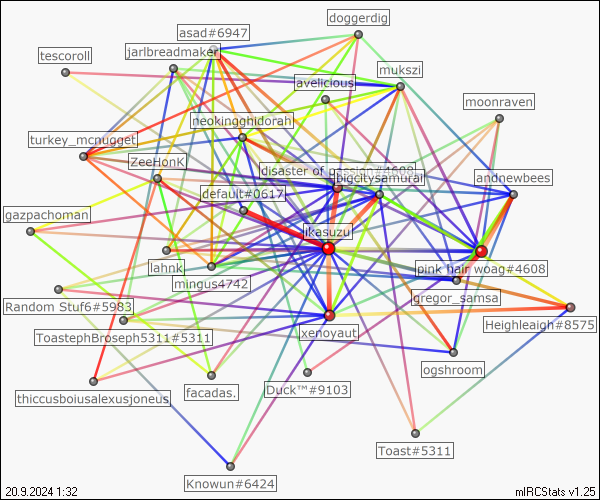 doggerdig
asad#6947
tescoroll
jarlbreadmaker
mukszi
avelicious
moonraven
neokingghidorah
turkey_mcnugget
ZeeHonK
disaster of passion#4608
bigcitysamurai
andnewbees
default#0617
gazpachoman
ikasuzu
lahnk
pink hair woag#4608
mingus4742
gregor_samsa
Random Stuf6#5983
Heighleaigh#8575
ToastephBroseph5311#5311
xenoyaut
ogshroom
thiccusboiusalexusjoneus
facadas.
Duck™#9103
Toast#5311
Knowun#6424
20.9.2024 1:32
mIRCStats v1.25